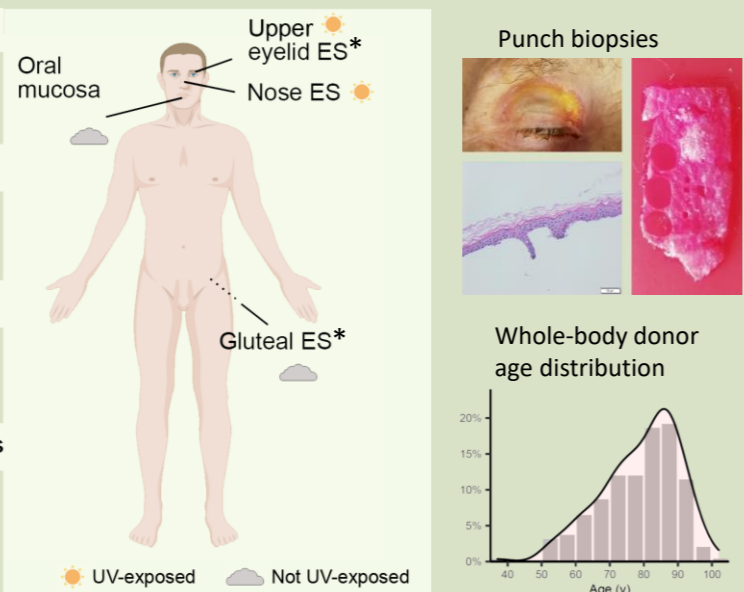 Upper
eyelid ES*
Oral
mucosa
Nose ES
Gluteal ES*
UV-exposed
Not UV-exposed
Punch biopsies
Whole-body donor
age distribution
20%
15%
10%
5%
0%
40 50 60 70 80 90 100
Age (y)
s